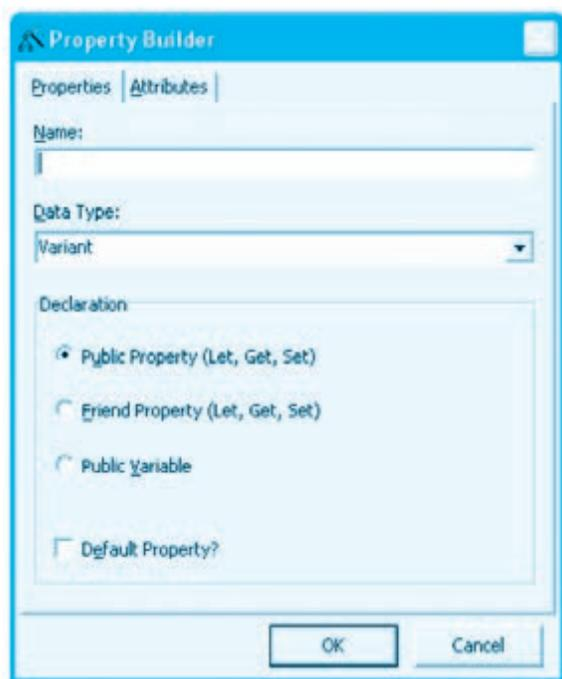 Property Builder
Properties Attributes
Name:
Data Type:
Variant
Declaration
Public Property (Let, Get, Set)
Friend Property (Let, Get, Set)
Public Variable
Default Property?
OK Cancel